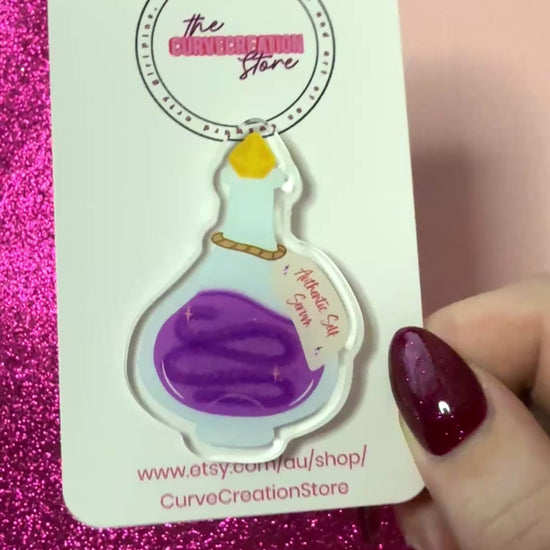 the
CURVECREATION
Store
Authentic Self
Serum
www.etsy.com/au/shop/
CurveCreationStore